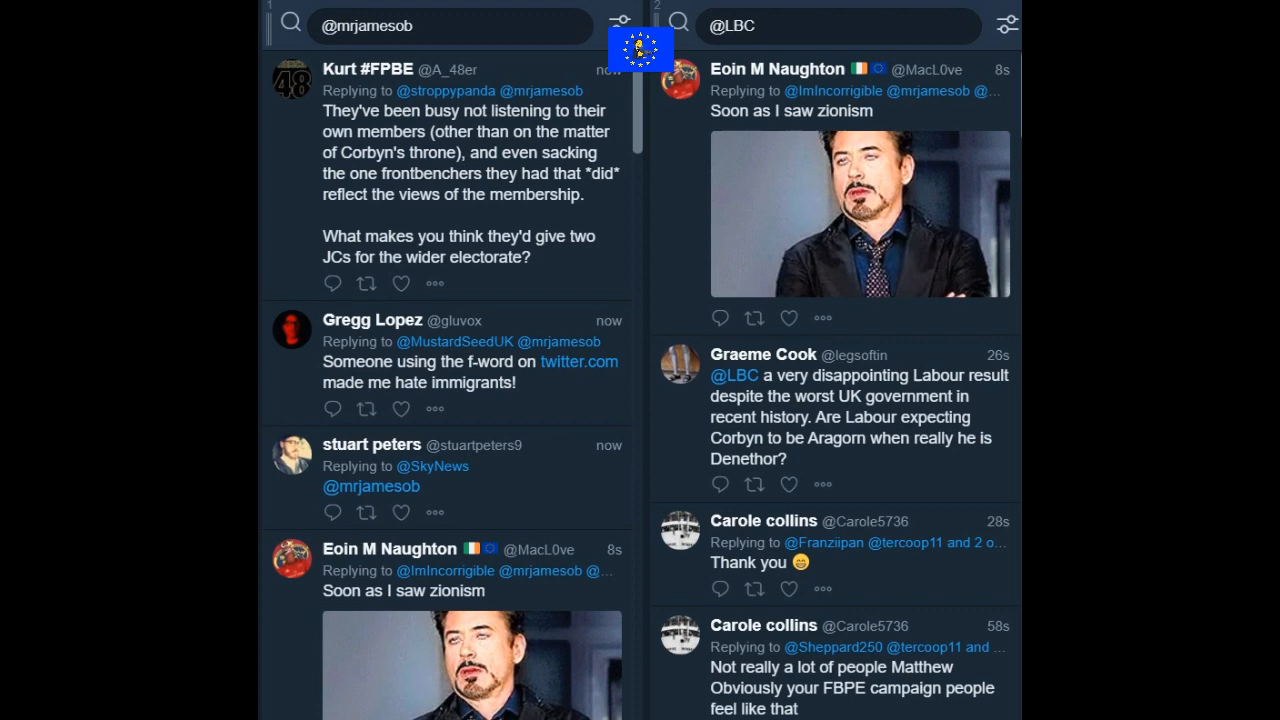 1
@mrjamesob
Kurt #FPBE @A_48er now
Replying to @stroppypanda @mrjamesob
They've been busy not listening to their
own members (other than on the matter
of Corbyn's throne), and even sacking
the one frontbenchers they had that *did*
reflect the views of the membership.
What makes you think they'd give two
JCs for the wider electorate?
Gregg Lopez @gluvox now
Replying to @MustardSeedUK @mrjamesob
Someone using the f-word on twitter.com
made me hate immigrants!
stuart peters @stuartpeters9 now
Replying to @SkyNews
@mrjamesob
Eoin M Naughton @MacL0ve 8s
Replying to @ImIncorrigible @mrjamesob @...
Soon as I saw zionism
2
@LBC
Eoin M Naughton @MacL0ve 8s
Replying to @ImIncorrigible @mrjamesob @...
Soon as I saw zionism
Graeme Cook @legsoftin 26s
@LBC a very disappointing Labour result
despite the worst UK government in
recent history. Are Labour expecting
Corbyn to be Aragorn when really he is
Denethor?
Carole collins @Carole5736 28s
Replying to @Franziipan @tercoop11 and 2 o...
Thank you 😁
Carole collins @Carole5736 58s
Replying to @Sheppard250 @tercoop11 and ...
Not really a lot of people Matthew
Obviously your FBPE campaign people
feel like that